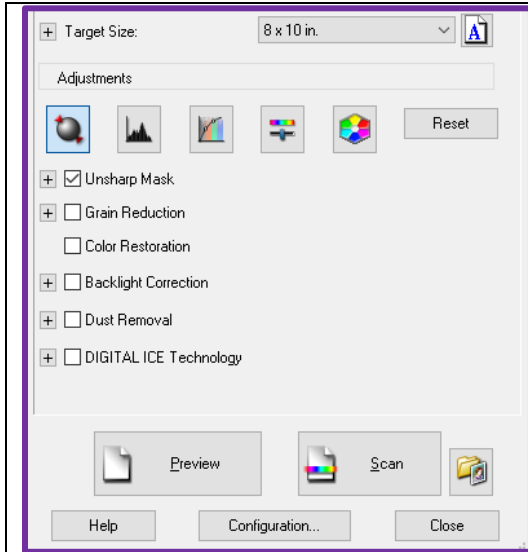 Target Size: 8 x 10 in. A
Adjustments
Reset
Unsharp Mask
Grain Reduction
Color Restoration
Backlight Correction
Dust Removal
DIGITAL ICE Technology
Preview Scan
Help Configuration... Close